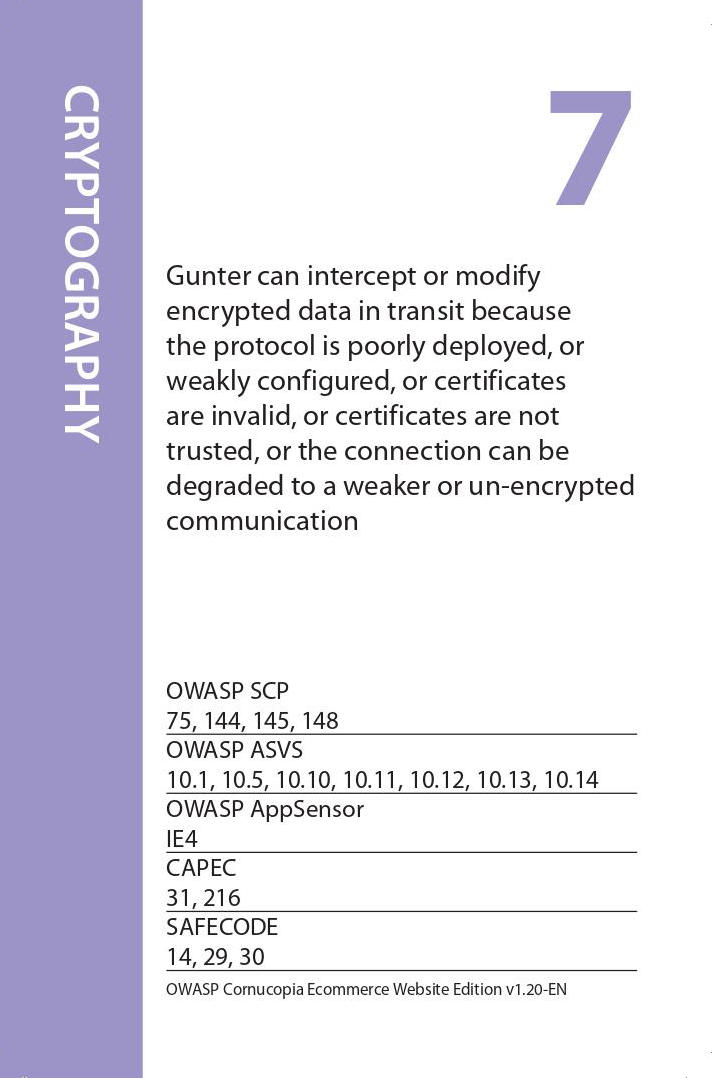 CRYPTOGRAPHY
7
Gunter can intercept or modify
encrypted data in transit because
the protocol is poorly deployed, or
weakly configured, or certificates
are invalid, or certificates are not
trusted, or the connection can be
degraded to a weaker or un-encrypted
communication
OWASP SCP
75, 144, 145, 148
OWASP ASVS
10.1, 10.5, 10.10, 10.11, 10.12, 10.13, 10.14
OWASP AppSensor
IE4
CAPEC
31, 216
SAFECODE
14, 29, 30
OWASP Cornucopia Ecommerce Website Edition v1.20-EN